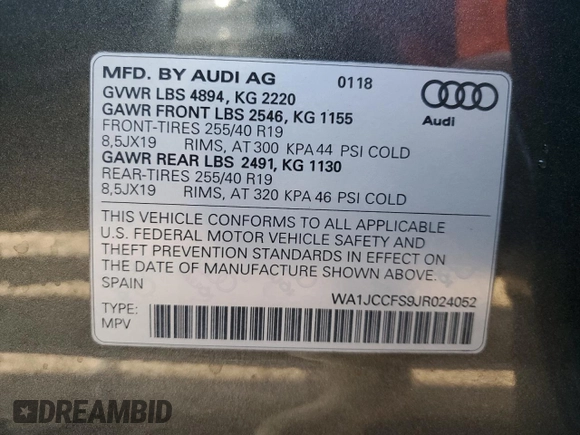 MFD. BY AUDI AG 0118
GVWR LBS 4894, KG 2220
GAWR FRONT LBS 2546, KG 1155
FRONT-TIRES 255/40 R19
8,5JX19 RIMS, AT 300 KPA 44 PSI COLD
GAWR REAR LBS 2491, KG 1130
REAR-TIRES 255/40 R19
8,5JX19 RIMS, AT 320 KPA 46 PSI COLD
Audi
THIS VEHICLE CONFORMS TO ALL APPLICABLE
U.S. FEDERAL MOTOR VEHICLE SAFETY AND
THEFT PREVENTION STANDARDS IN EFFECT ON
THE DATE OF MANUFACTURE SHOWN ABOVE.
SPAIN
WA1JCCFS9JR024052
TYPE:
MPV
DREAMBID